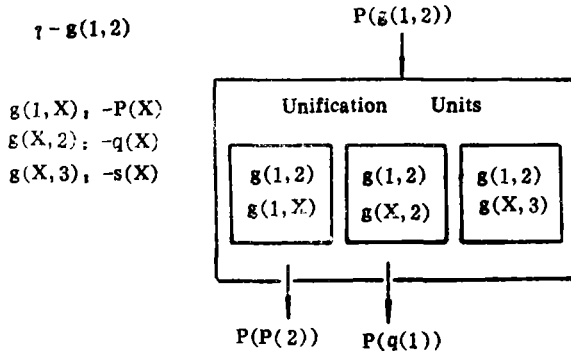 ? - g(1,2)
g(1,X): -P(X)
g(X,2): -q(X)
g(X,3): -s(X)
P(g(1,2))
Unification Units
g(1,2) g(1,2) g(1,2)
g(1,X) g(X,2) g(X,3)
P(P(2)) P(q(1))